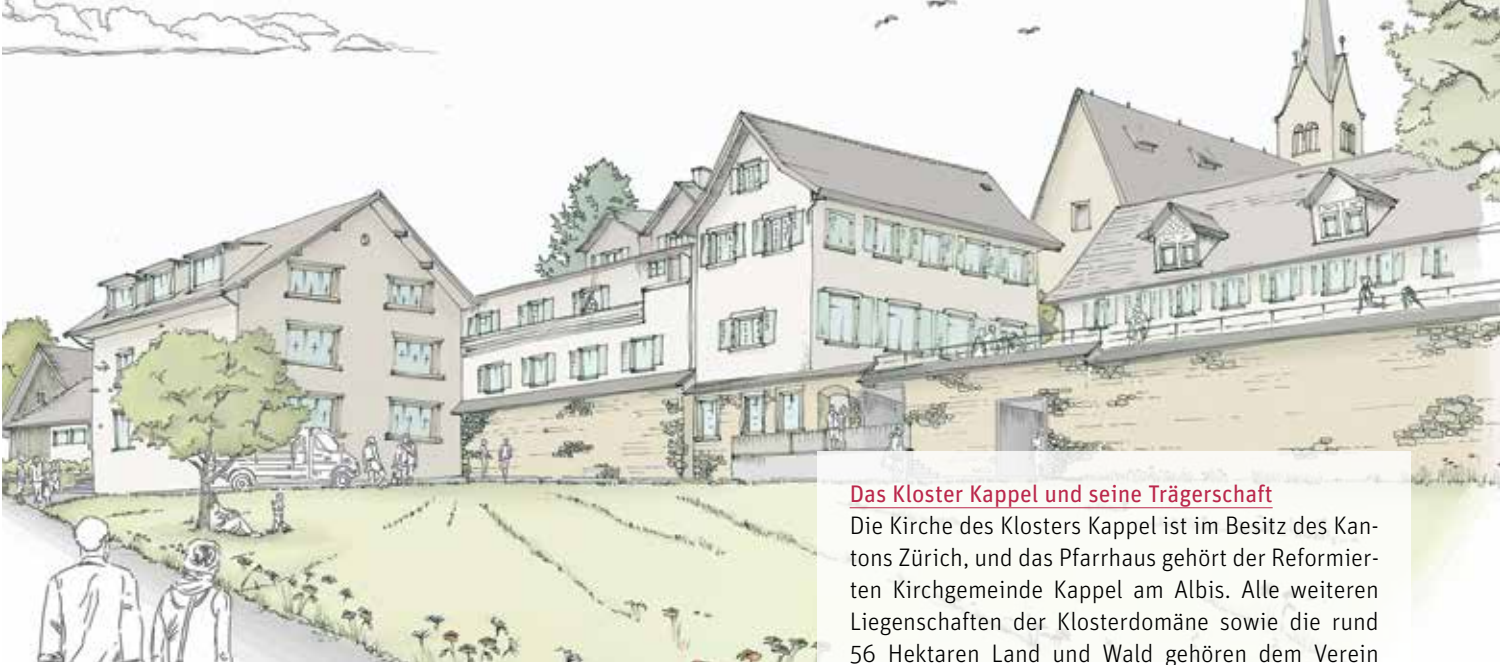 Das Kloster Kappel und seine Trägerschaft
Die Kirche des Klosters Kappel ist im Besitz des Kan-
tons Zürich, und das Pfarrhaus gehört der Reformier-
ten Kirchgemeinde Kappel am Albis. Alle weiteren
Liegenschaften der Klosterdomäne sowie die rund
56 Hektaren Land und Wald gehören dem Verein